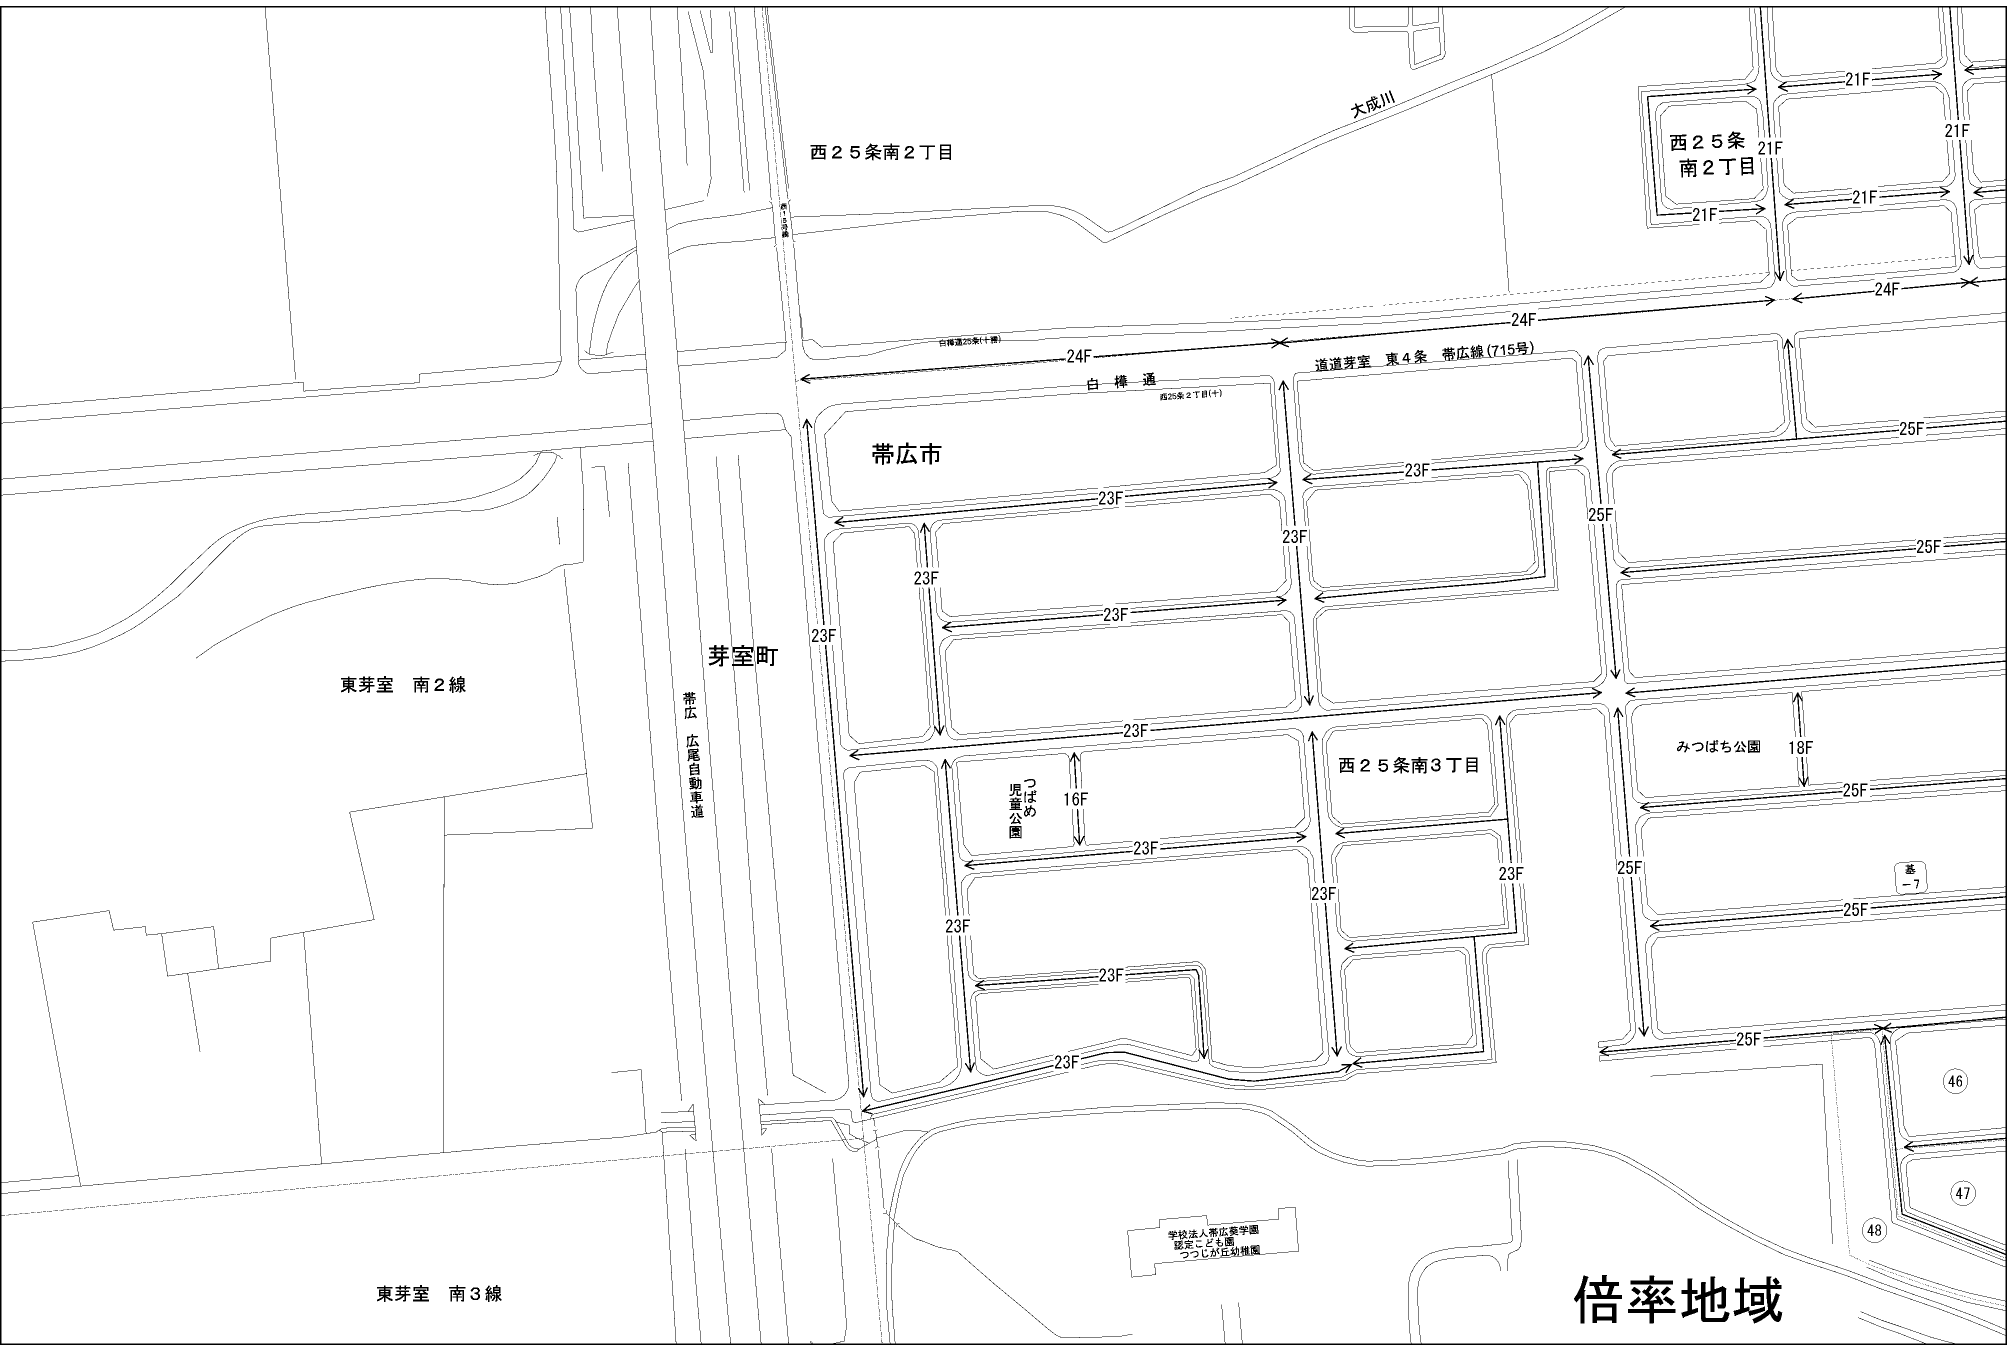 大成川
21F
21F
21F
西２５条
南２丁目
21F
21F
21F
西２５条南２丁目
西18号線
24F
24F
24F
白樺通25条(十勝)
道道芽室　東４条　帯広線(715号)
白　樺　通
西25条２丁目(十)
帯広市
23F
23F
25F
23F
25F
25F
23F
23F
23F
23F
芽室町
東芽室　南２線
帯広　広尾自動車道
23F
西２５条南３丁目
みつばち公園
18F
25F
つばめ
児童公園
16F
23F
23F
23F
23F
25F
基
－7
25F
23F
23F
25F
46
47
48
学校法人帯広葵学園
認定こども園
つつじが丘幼稚園
東芽室　南３線
倍率地域